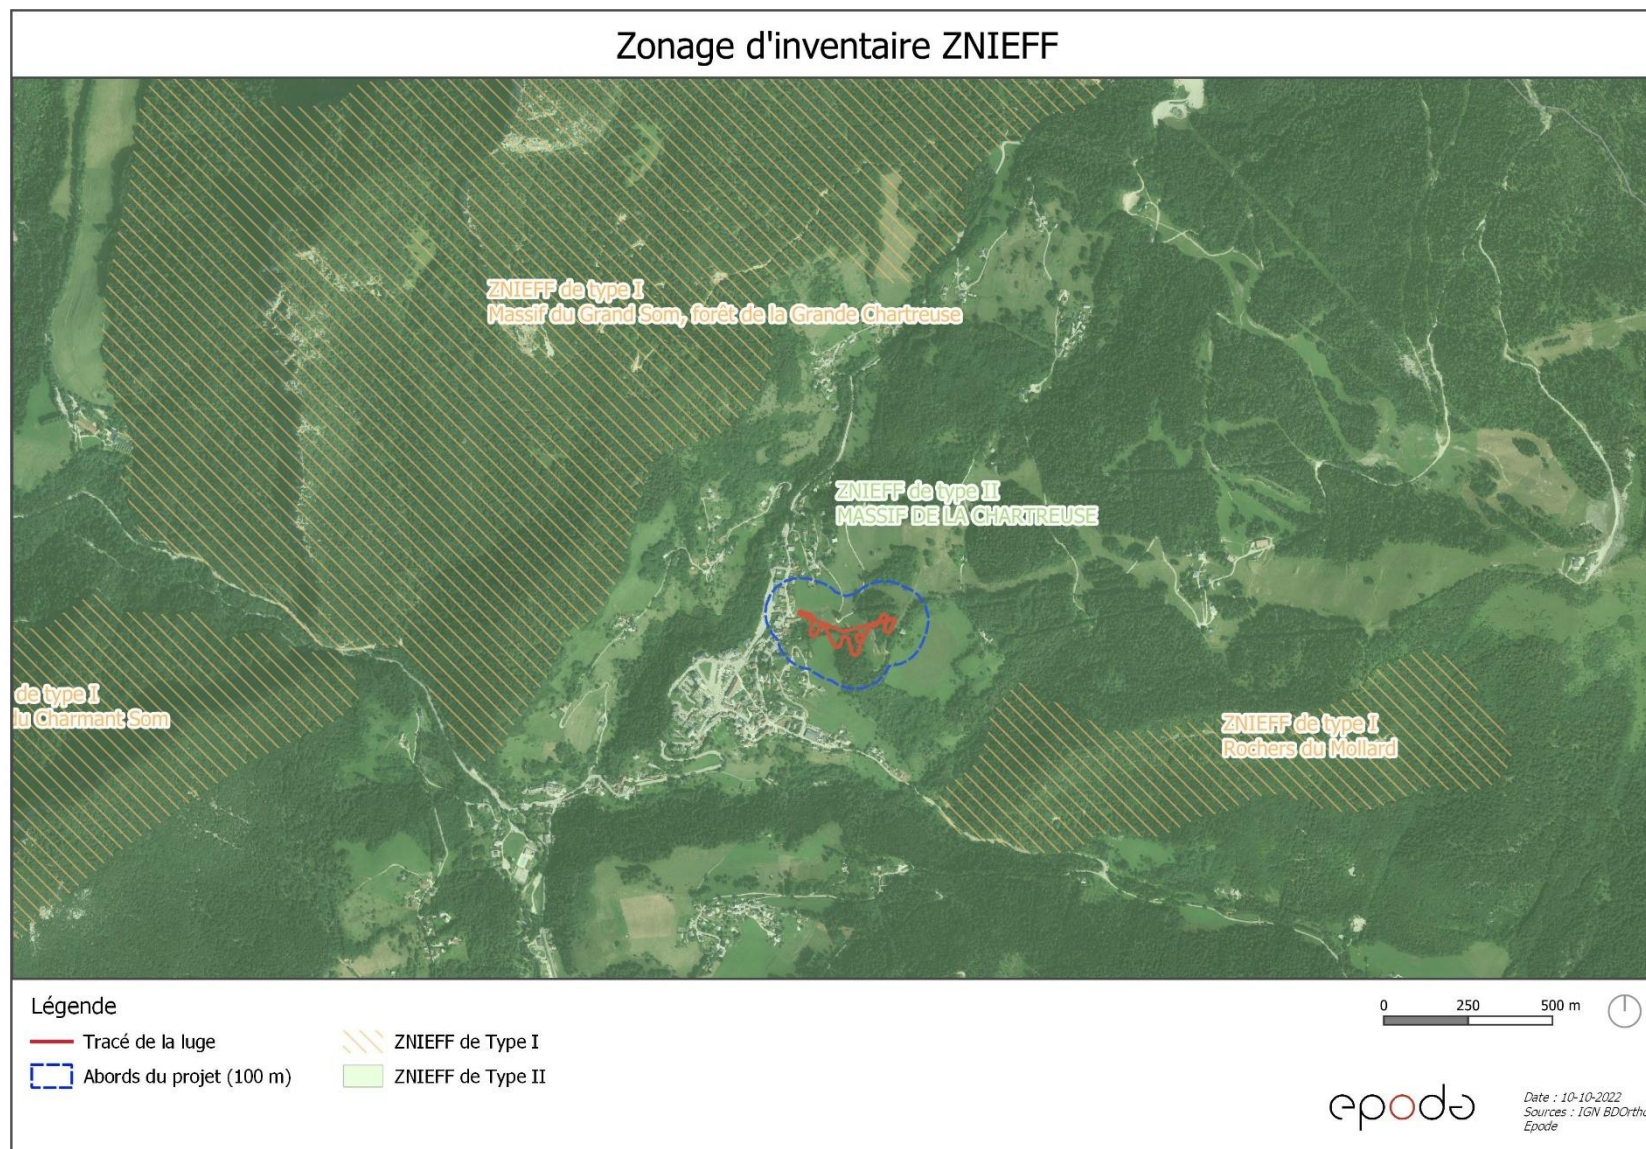 Zonage d'inventaire ZNIEFF
ZNIEFF de type I
Massif du Grand Som, forêt de la Grande Chartreuse
ZNIEFF de type II
MASSIF DE LA CHARTREUSE
de type I
du Charmant Som
ZNIEFF de type I
Rochers du Mollard
Légende
Tracé de la luge
Abords du projet (100 m)
ZNIEFF de Type I
ZNIEFF de Type II
0 250 500 m
epode
Date : 10-10-2022
Sources : IGN BDOrtho
Epode